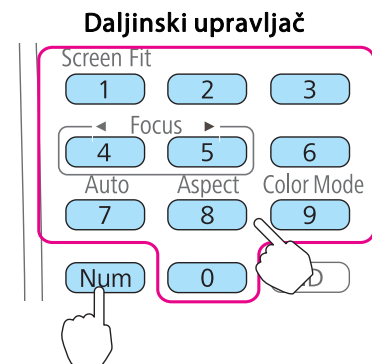 Daljinski upravljač
Screen Fit
1 2 3
◄ Focus ►
4 5 6
Auto Aspect Color Mode
7 8 9
Num 0